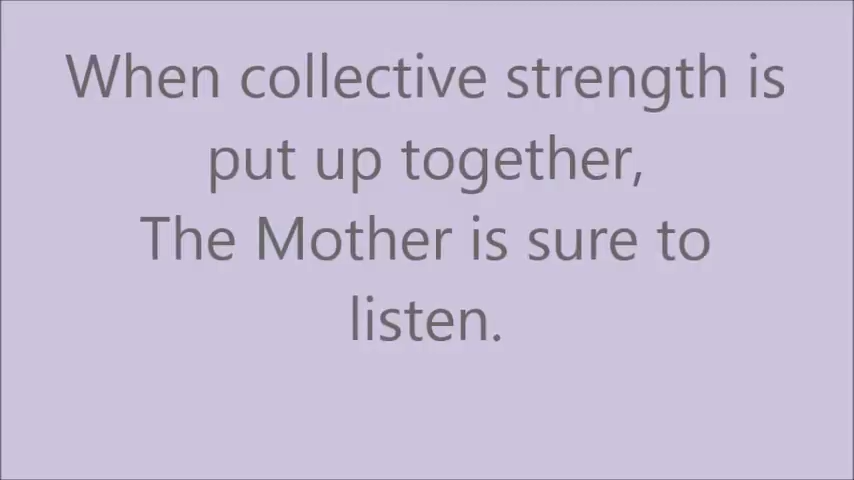 When collective strength is
put up together,
The Mother is sure to
listen.